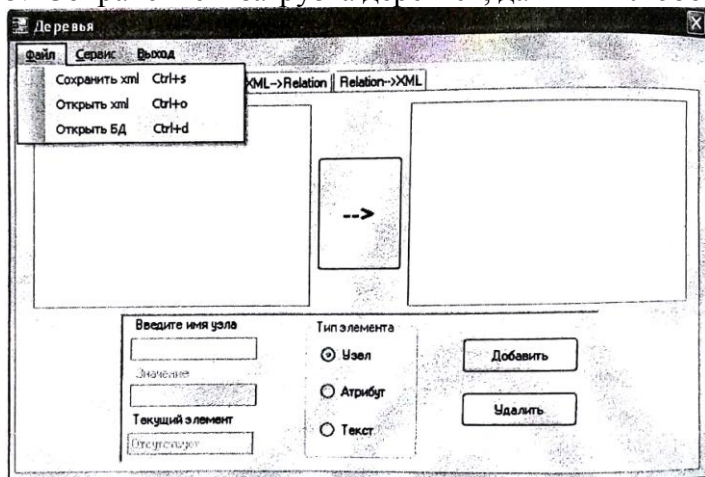 Деревья
Файл Сервис Выход
Сохранить xml Ctrl+s
XML-->Relation Relation-->XML
Открыть xml Ctrl+o
Открыть БД Ctrl+d
-->
Введите имя узла
Тип элемента
Узел
Добавить
Значение
Атрибут
Удалить
Текущий элемент
Текст
Отсутствует